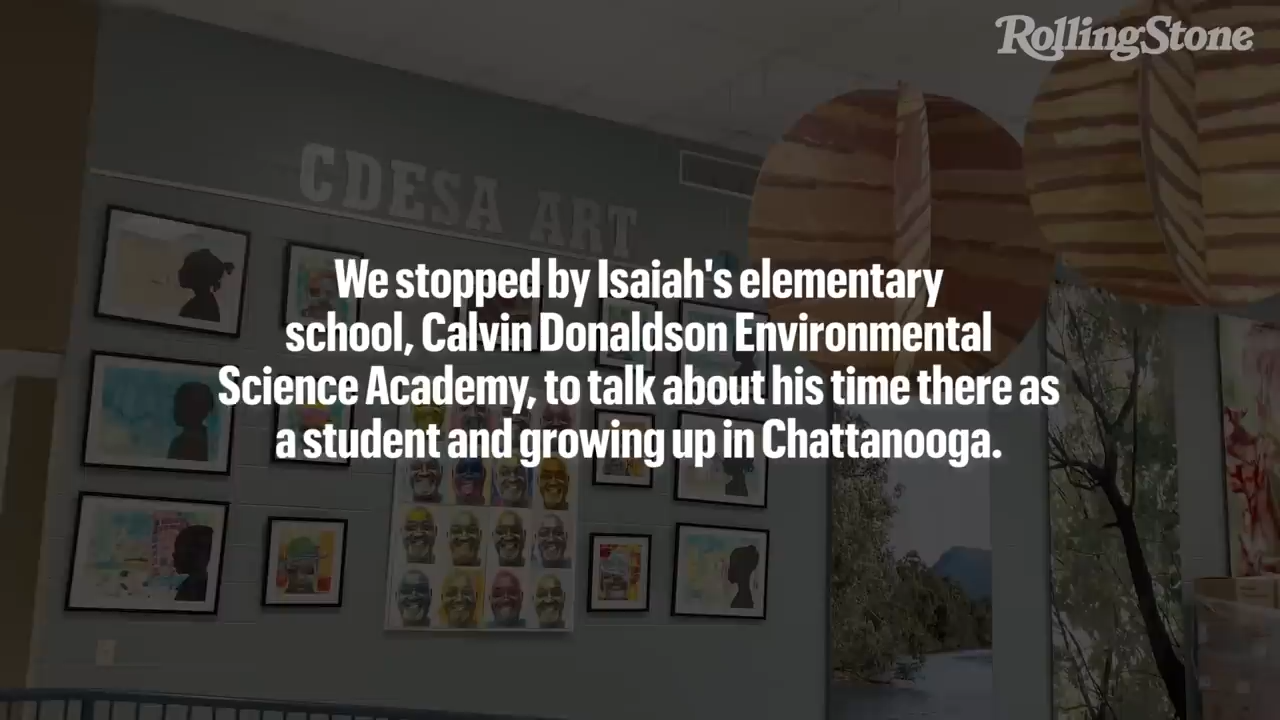 RollingStone
CDESA ART
We stopped by Isaiah's elementary
school, Calvin Donaldson Environmental
Science Academy, to talk about his time there as
a student and growing up in Chattanooga.